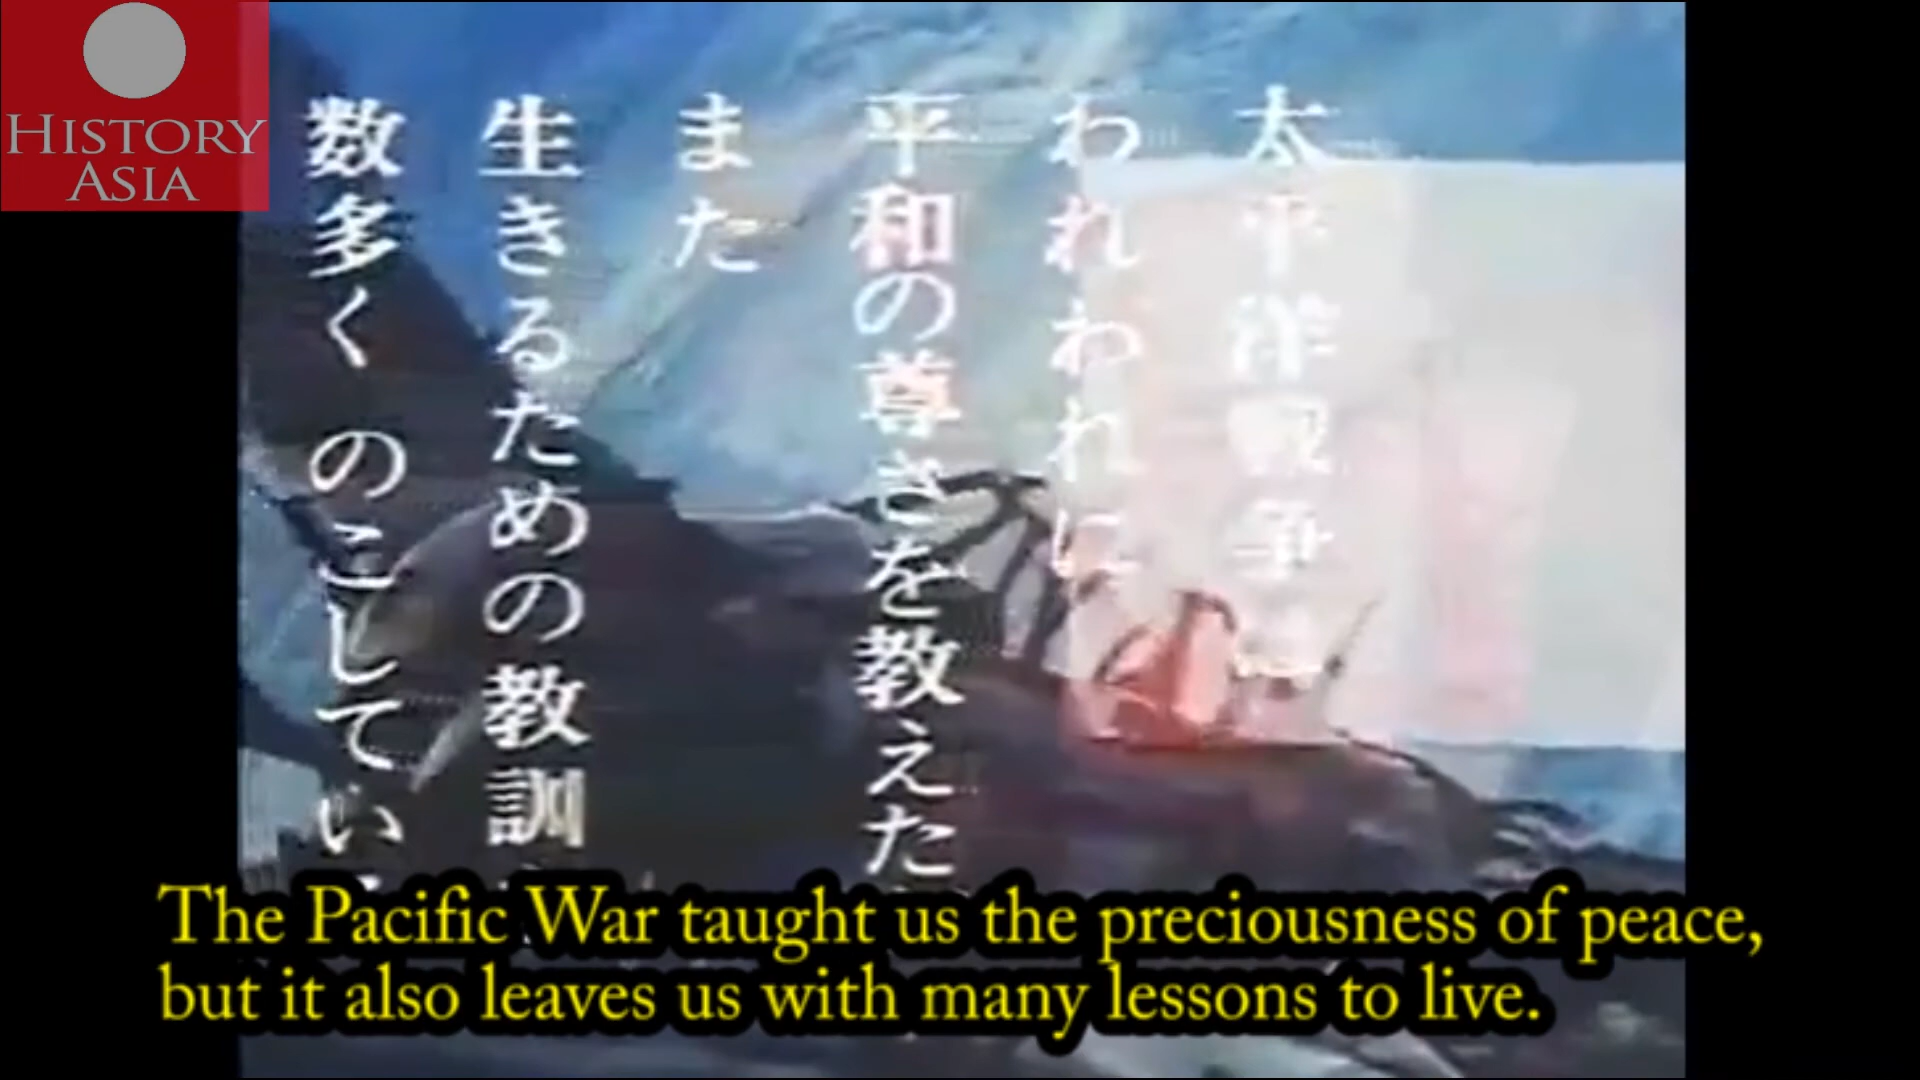 HISTORY
ASIA
太平洋戦争
われわれに
平和の尊さを教えた
また
生きるための教訓
数多く のこしてい
The Pacific War taught us the preciousness of peace,
but it also leaves us with many lessons to live.